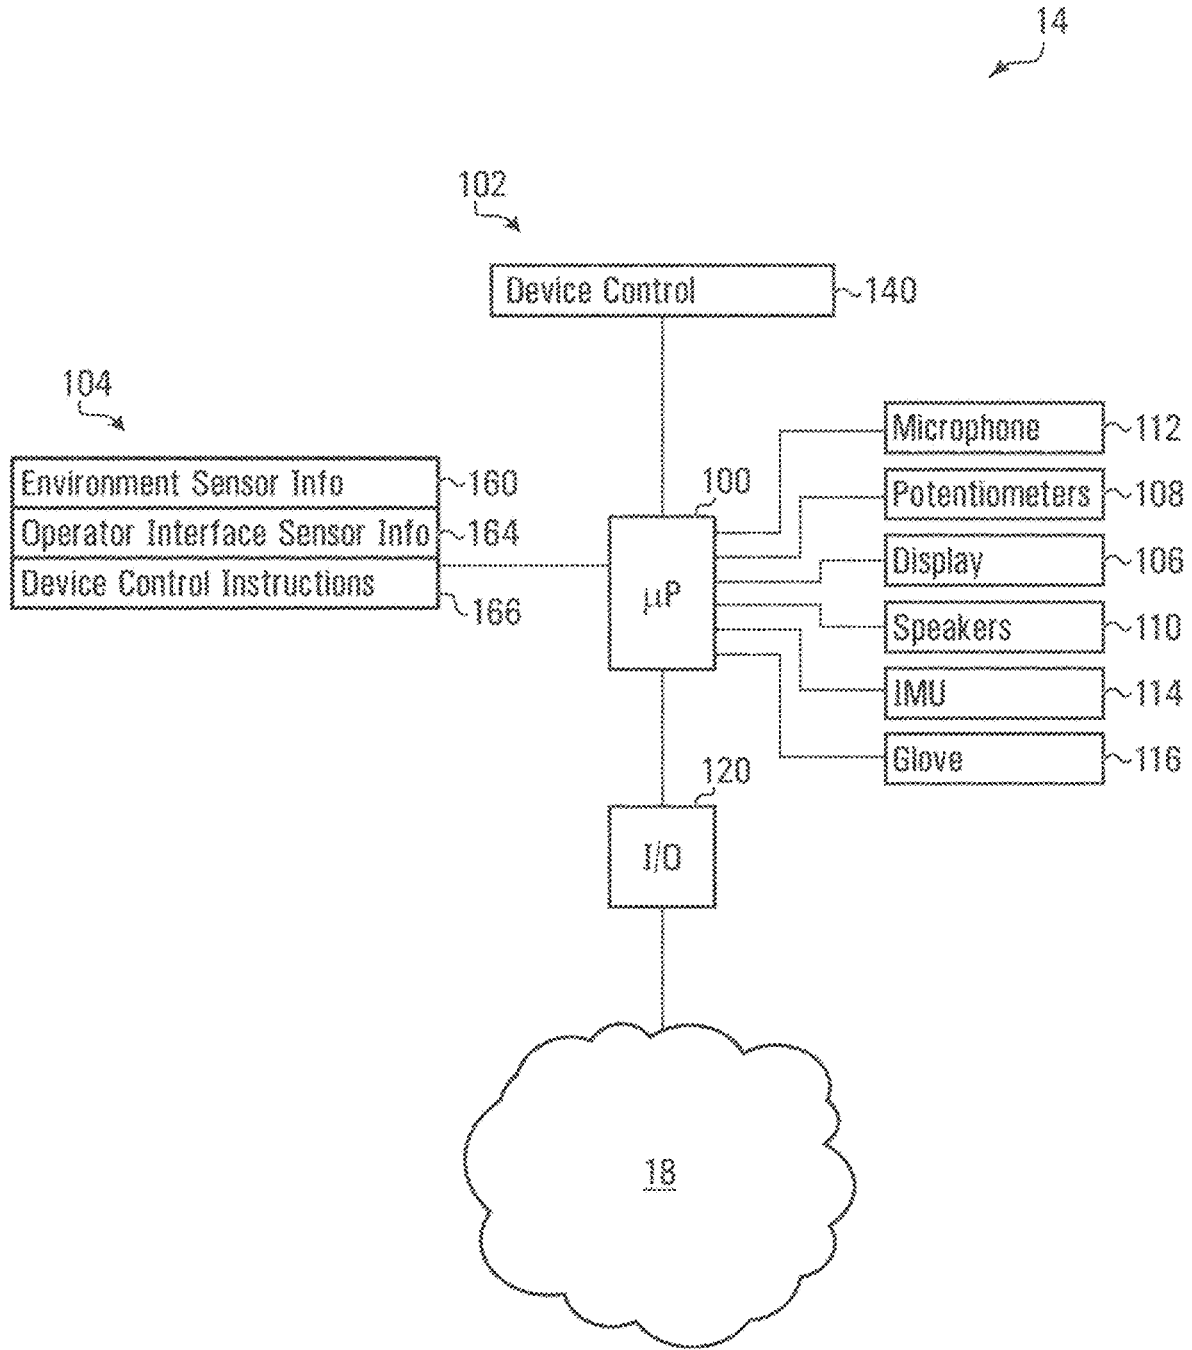 14
102
Device Control 140
104
Environment Sensor Info 160
Operator Interface Sensor Info 164
Device Control Instructions 166
100
μP
Microphone 112
Potentiometers 108
Display 106
Speakers 110
IMU 114
Glove 116
120
I/O
18